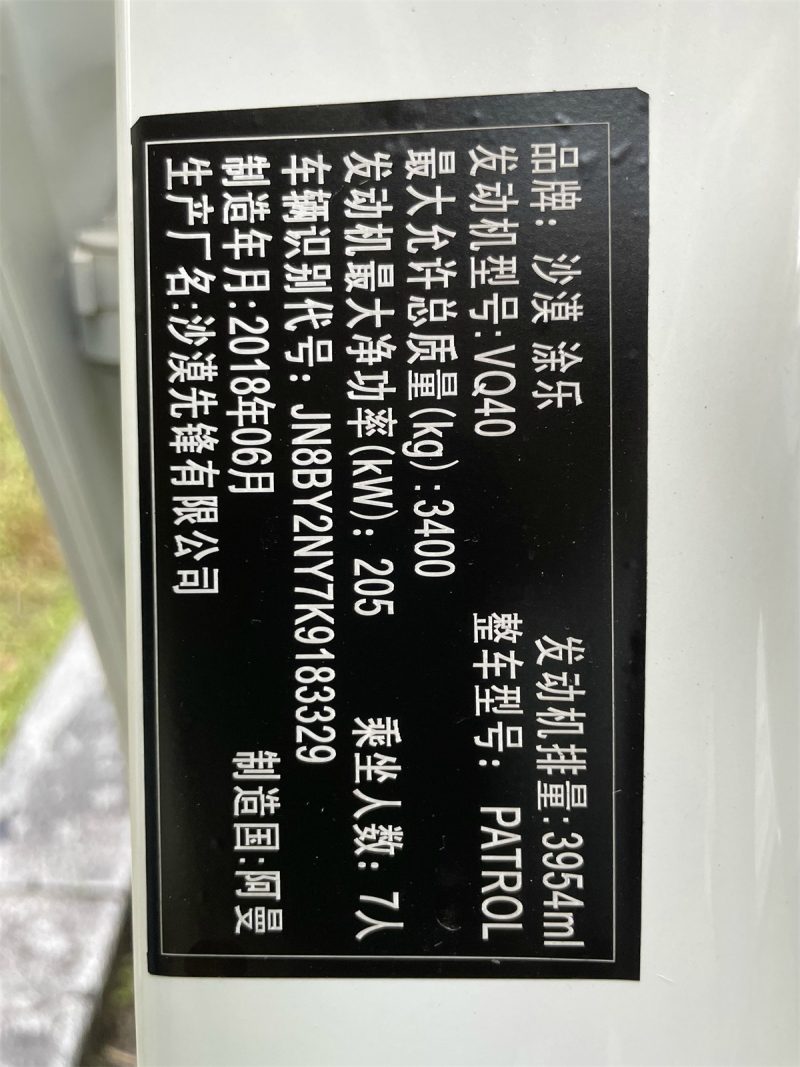 品牌: 沙漠 涂乐 发动机排量:3954ml
发动机型号:VQ40 整车型号: PATROL
最大允许总质量(kg):3400
发动机最大净功率(kW): 205 乘坐人数: 7人
车辆识别代号: JN8BY2NY7K9183329
制造年月:2018年06月 制造国:阿曼
生产厂名:沙漠先锋有限公司